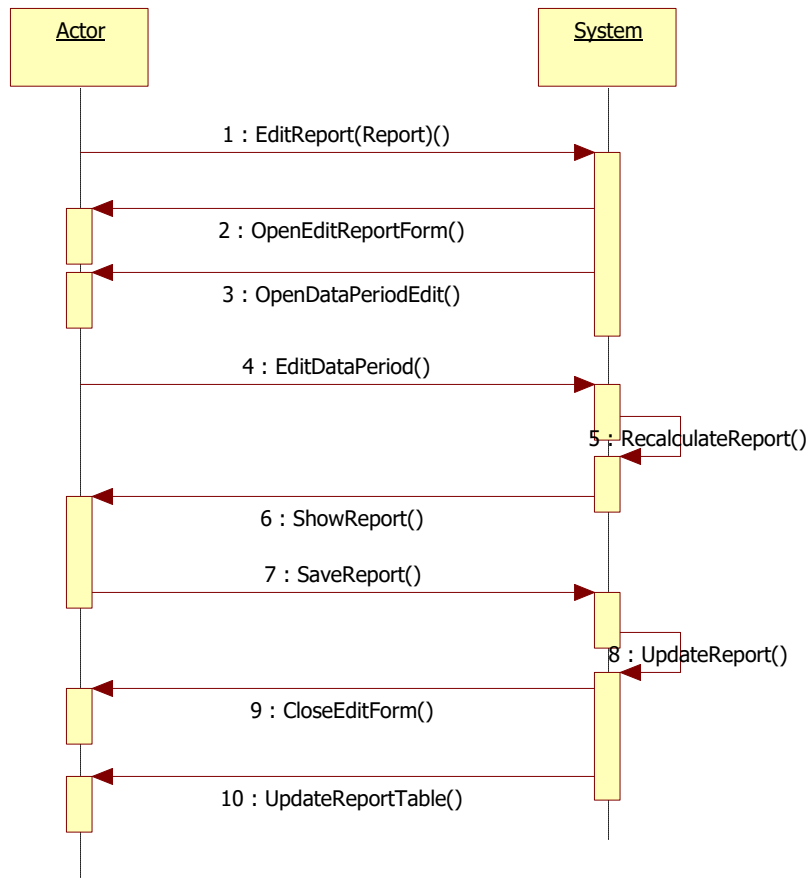 Actor
System
1 : EditReport(Report)()
2 : OpenEditReportForm()
3 : OpenDataPeriodEdit()
4 : EditDataPeriod()
5 : RecalculateReport()
6 : ShowReport()
7 : SaveReport()
8 : UpdateReport()
9 : CloseEditForm()
10 : UpdateReportTable()